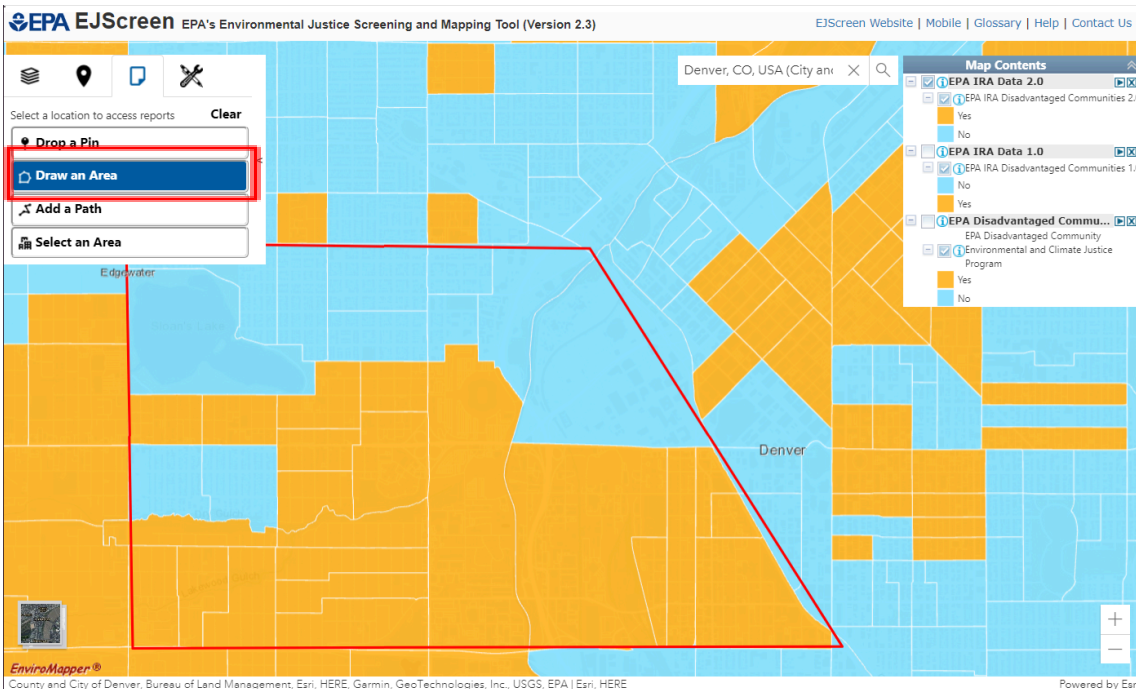 EPA EJScreen EPA's Environmental Justice Screening and Mapping Tool (Version 2.3)
EJScreen Website | Mobile | Glossary | Help | Contact Us
Select a location to access reports Clear
Drop a Pin
Draw an Area
Add a Path
Select an Area
Denver, CO, USA (City an
Map Contents
EPA IRA Data 2.0
EPA IRA Disadvantaged Communities 2.
Yes
No
EPA IRA Data 1.0
EPA IRA Disadvantaged Communities 1.
No
Yes
EPA Disadvantaged Commu...
EPA Disadvantaged Community
Environmental and Climate Justice
Program
Yes
No
Edgewater
Denver
EnviroMapper ®
County and City of Denver, Bureau of Land Management, Esri, HERE, Garmin, GeoTechnologies, Inc., USGS, EPA | Esri, HERE
Powered by Esri